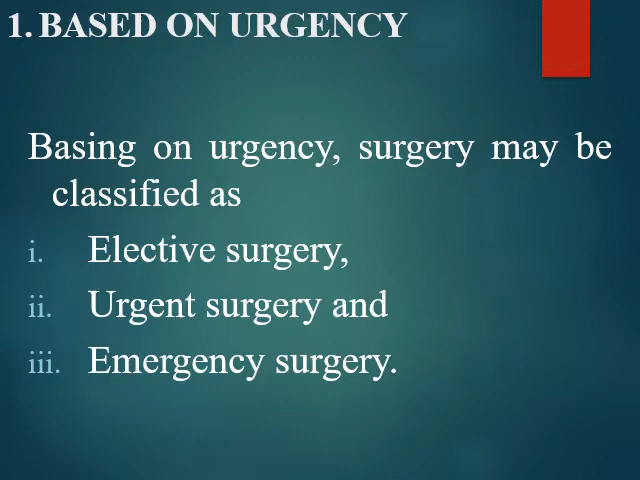 1. BASED ON URGENCY
Basing on urgency, surgery may be
classified as
i. Elective surgery,
ii. Urgent surgery and
iii. Emergency surgery.